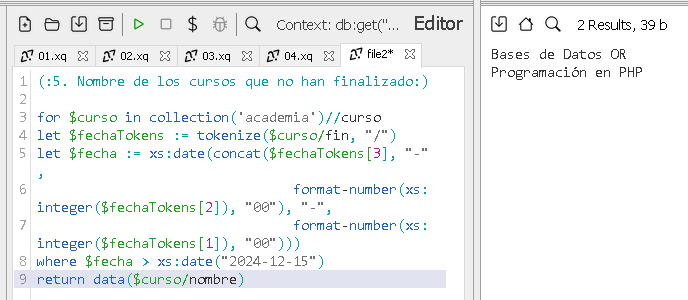 Context: db:get("...
Editor
2 Results, 39 b
01.xq
02.xq
03.xq
04.xq
file2*
1 (:5. Nombre de los cursos que no han finalizado:)
2
3 for $curso in collection('academia')//curso
4 let $fechaTokens := tokenize($curso/fin, "/")
5 let $fecha := xs:date(concat($fechaTokens[3], "-"
,
6 format-number(xs:
integer($fechaTokens[2]), "00"), "-",
7 format-number(xs:
integer($fechaTokens[1]), "00")))
8 where $fecha > xs:date("2024-12-15")
9 return data($curso/nombre)
Bases de Datos OR
Programación en PHP